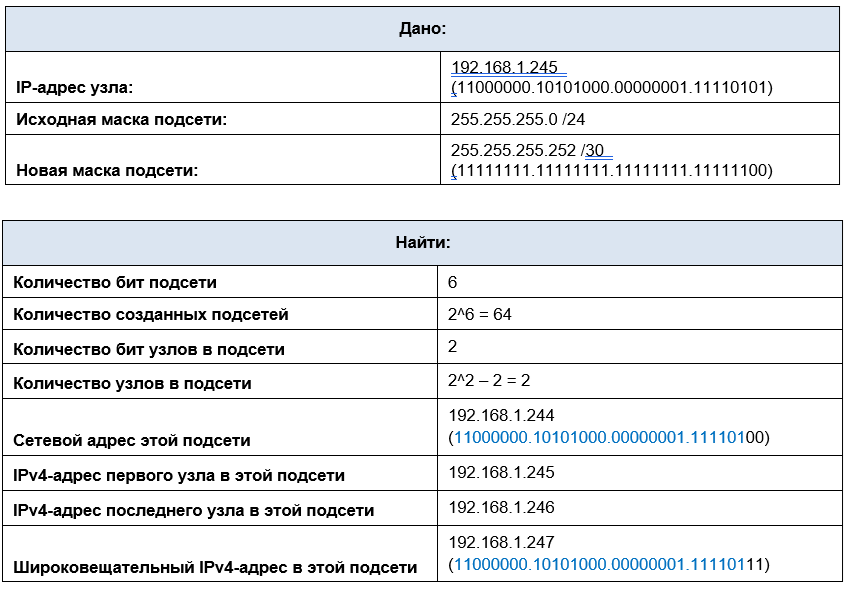 Дано:
192.168.1.245
IP-адрес узла:
(11000000.10101000.00000001.11110101)
Исходная маска подсети:
255.255.255.0 /24
255.255.255.252 /30
Новая маска подсети:
(11111111.11111111.11111111.11111100)
Найти:
Количество бит подсети
6
Количество созданных подсетей
2^6 = 64
Количество бит узлов в подсети
2
Количество узлов в подсети
2^2 – 2 = 2
192.168.1.244
Сетевой адрес этой подсети
(11000000.10101000.00000001.11110100)
IPv4-адрес первого узла в этой подсети
192.168.1.245
IPv4-адрес последнего узла в этой подсети
192.168.1.246
192.168.1.247
Широковещательный IPv4-адрес в этой подсети
(11000000.10101000.00000001.11110111)